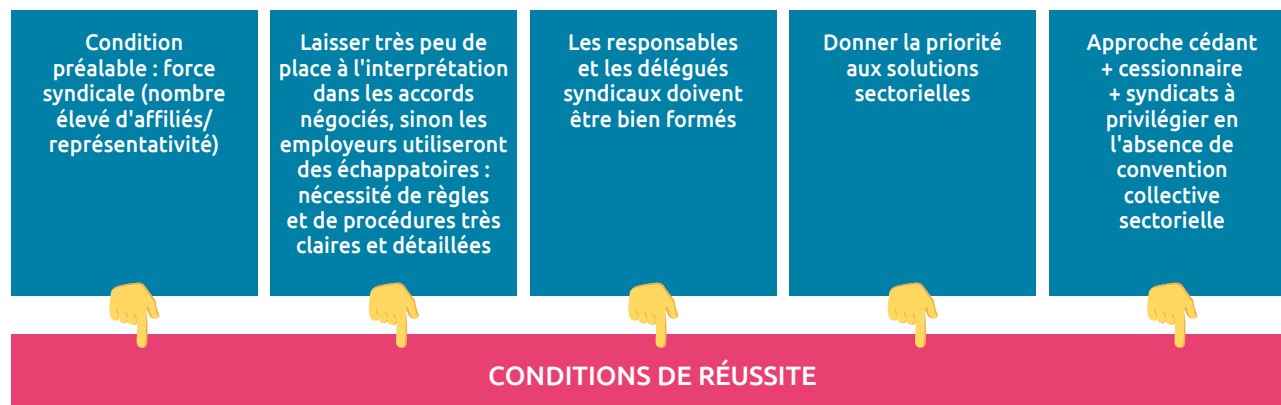 Condition
préalable : force
syndicale (nombre
élevé d'affiliés/
représentativité)
Laisser très peu de
place à l'interprétation
dans les accords
négociés, sinon les
employeurs utiliseront
des échappatoires :
nécessité de règles
et de procédures très
claires et détaillées
Les responsables
et les délégués
syndicaux doivent
être bien formés
Donner la priorité
aux solutions
sectorielles
Approche cédant
+ cessionnaire
+ syndicats à
privilégier en
l'absence de
convention
collective
sectorielle
CONDITIONS DE RÉUSSITE